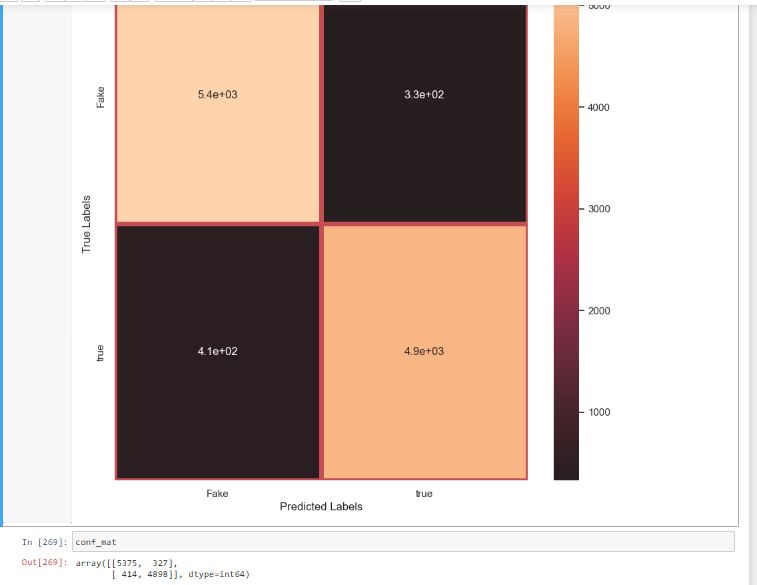 5000
Fake
5.4e+03
3.3e+02
4000
3000
True Labels
2000
true
4.1e+02
4.9e+03
1000
Fake
true
Predicted Labels
In [269]: conf_mat
Out[269]: array([[5375,  327],
[ 414, 4898]], dtype=int64)